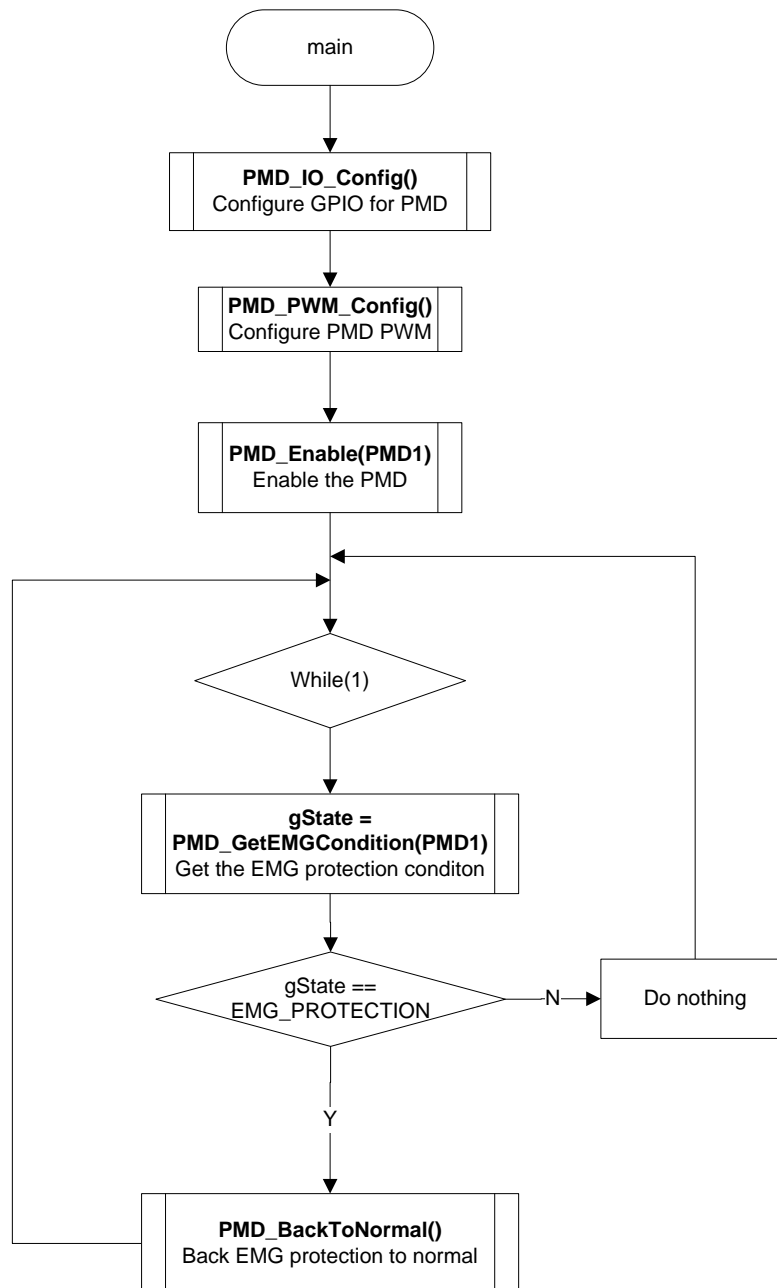 main
PMD_IO_Config()
Configure GPIO for PMD
PMD_PWM_Config()
Configure PMD PWM
PMD_Enable(PMD1)
Enable the PMD
While(1)
gState =
PMD_GetEMGCondition(PMD1)
Get the EMG protection conditon
gState ==
EMG_PROTECTION
N
Do nothing
Y
PMD_BackToNormal()
Back EMG protection to normal